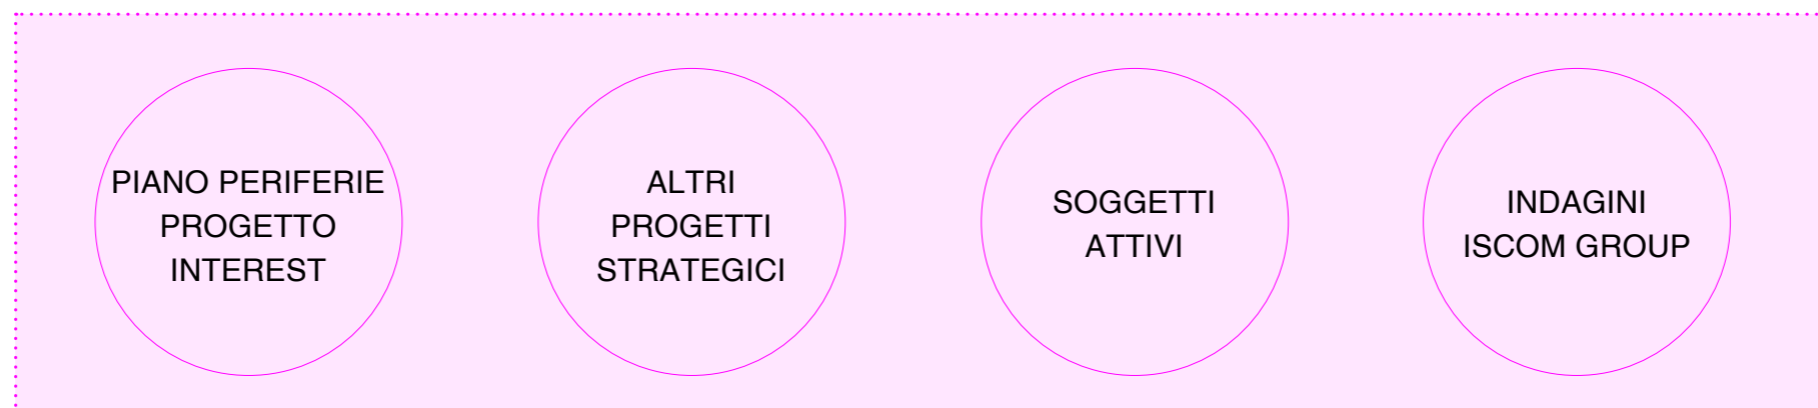 PIANO PERIFERIE
PROGETTO
INTEREST
ALTRI
PROGETTI
STRATEGICI
SOGGETTI
ATTIVI
INDAGINI
ISCOM GROUP